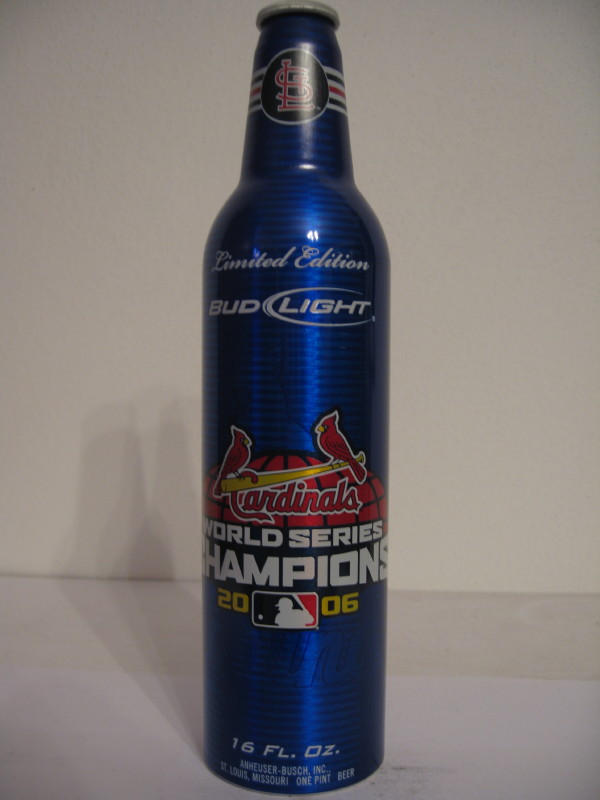 STL
Limited Edition
BUD LIGHT
Cardinals
WORLD SERIES
CHAMPIONS
20 06
16 FL. OZ.
ANHEUSER-BUSCH, INC.,
ST. LOUIS, MISSOURI ONE PINT BEER